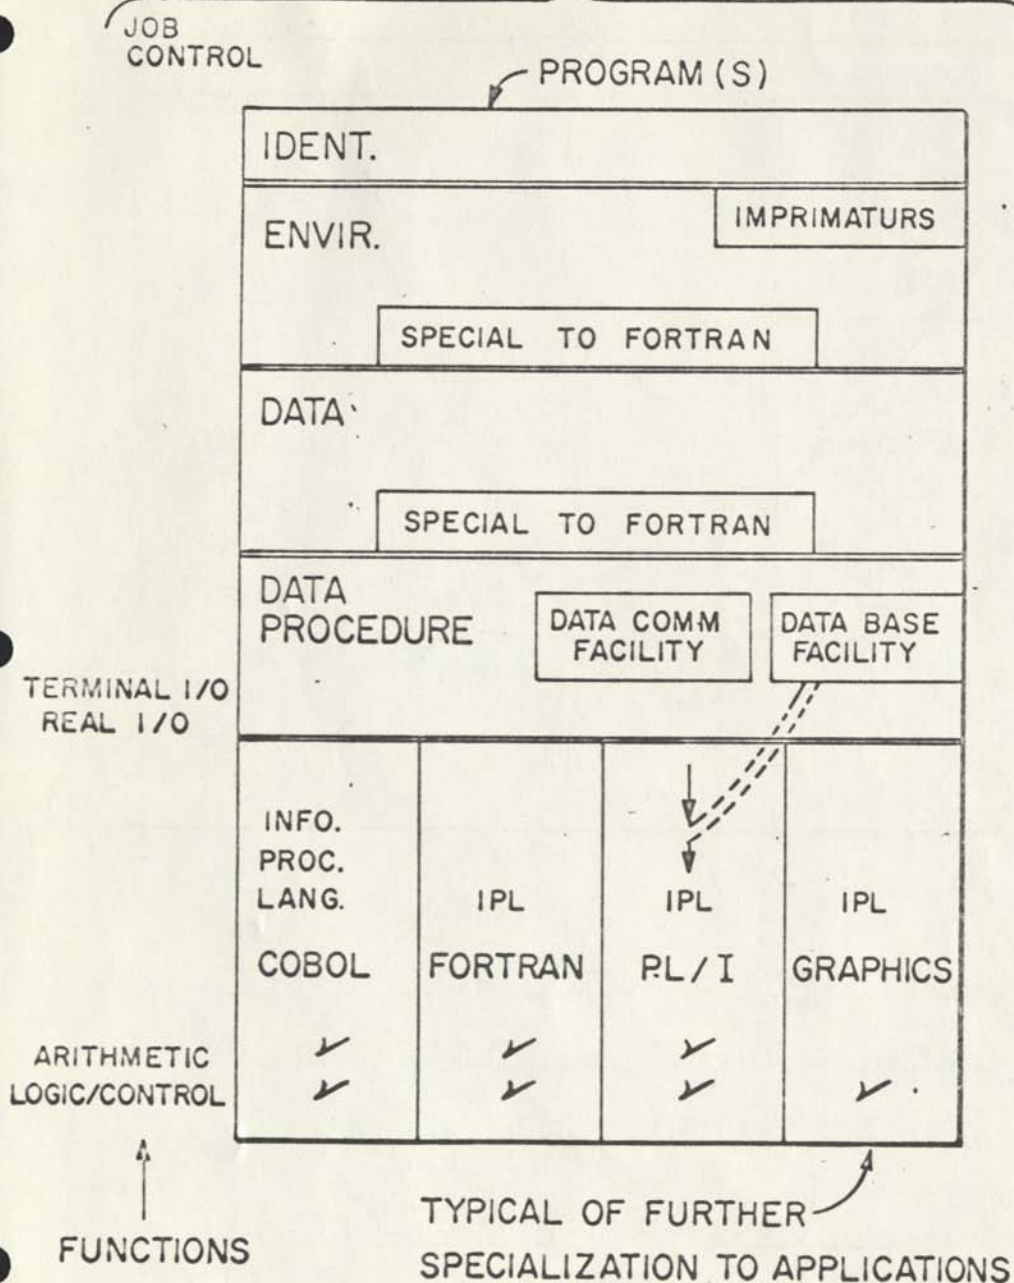 JOB
CONTROL
PROGRAM(S)
IDENT.
IMPRIMATURS
ENVIR.
SPECIAL TO FORTRAN
DATA
SPECIAL TO FORTRAN
DATA
PROCEDURE
DATA COMM
FACILITY
DATA BASE
FACILITY
TERMINAL I/O
REAL I/O
INFO.
PROC.
LANG. IPL IPL IPL
COBOL FORTRAN PL/I GRAPHICS
ARITHMETIC
LOGIC/CONTROL
FUNCTIONS
TYPICAL OF FURTHER
SPECIALIZATION TO APPLICATIONS